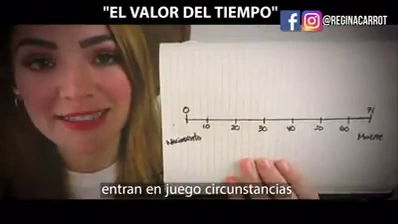 "EL VALOR DEL TIEMPO"
@REGINACARROT
0 71
10 20 30 40 50 60
Nacimiento Muerte
entran en juego circunstancias